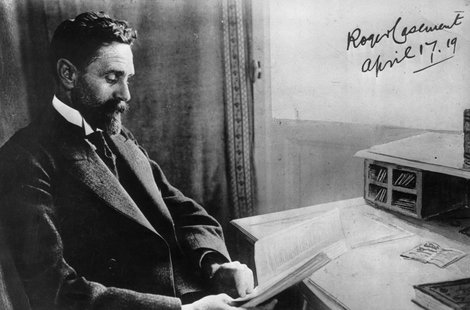 Roger Casement
April 17. 19